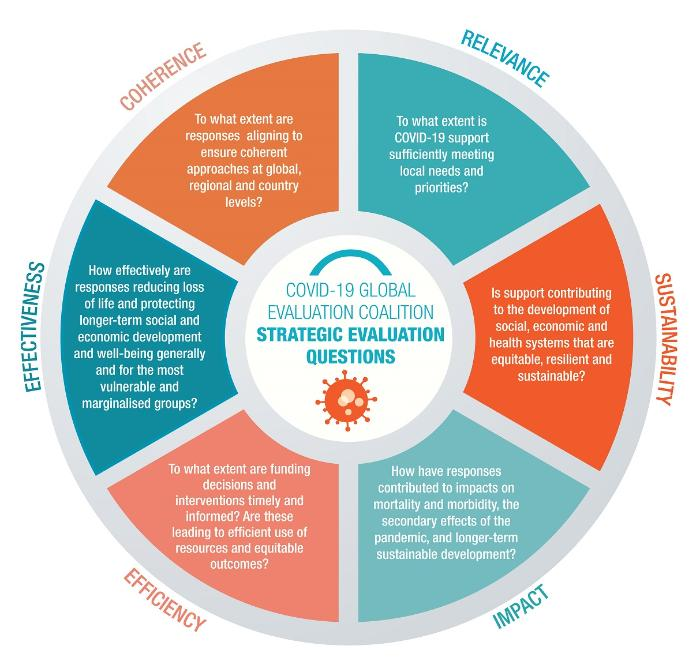 COHERENCE
To what extent are
responses aligning to
ensure coherent
approaches at global,
regional and country
levels?
RELEVANCE
To what extent is
COVID-19 support
sufficiently meeting
local needs and
priorities?
SUSTAINABILITY
Is support contributing
to the development of
social, economic and
health systems that are
equitable, resilient and
sustainable?
IMPACT
How have responses
contributed to impacts on
mortality and morbidity, the
secondary effects of the
pandemic, and longer-term
sustainable development?
EFFICIENCY
To what extent are funding
decisions and
interventions timely and
informed? Are these
leading to efficient use of
resources and equitable
outcomes?
EFFECTIVENESS
How effectively are
responses reducing loss
of life and protecting
longer-term social and
economic development
and well-being generally
and for the most
vulnerable and
marginalised groups?
COVID-19 GLOBAL
EVALUATION COALITION
STRATEGIC EVALUATION
QUESTIONS